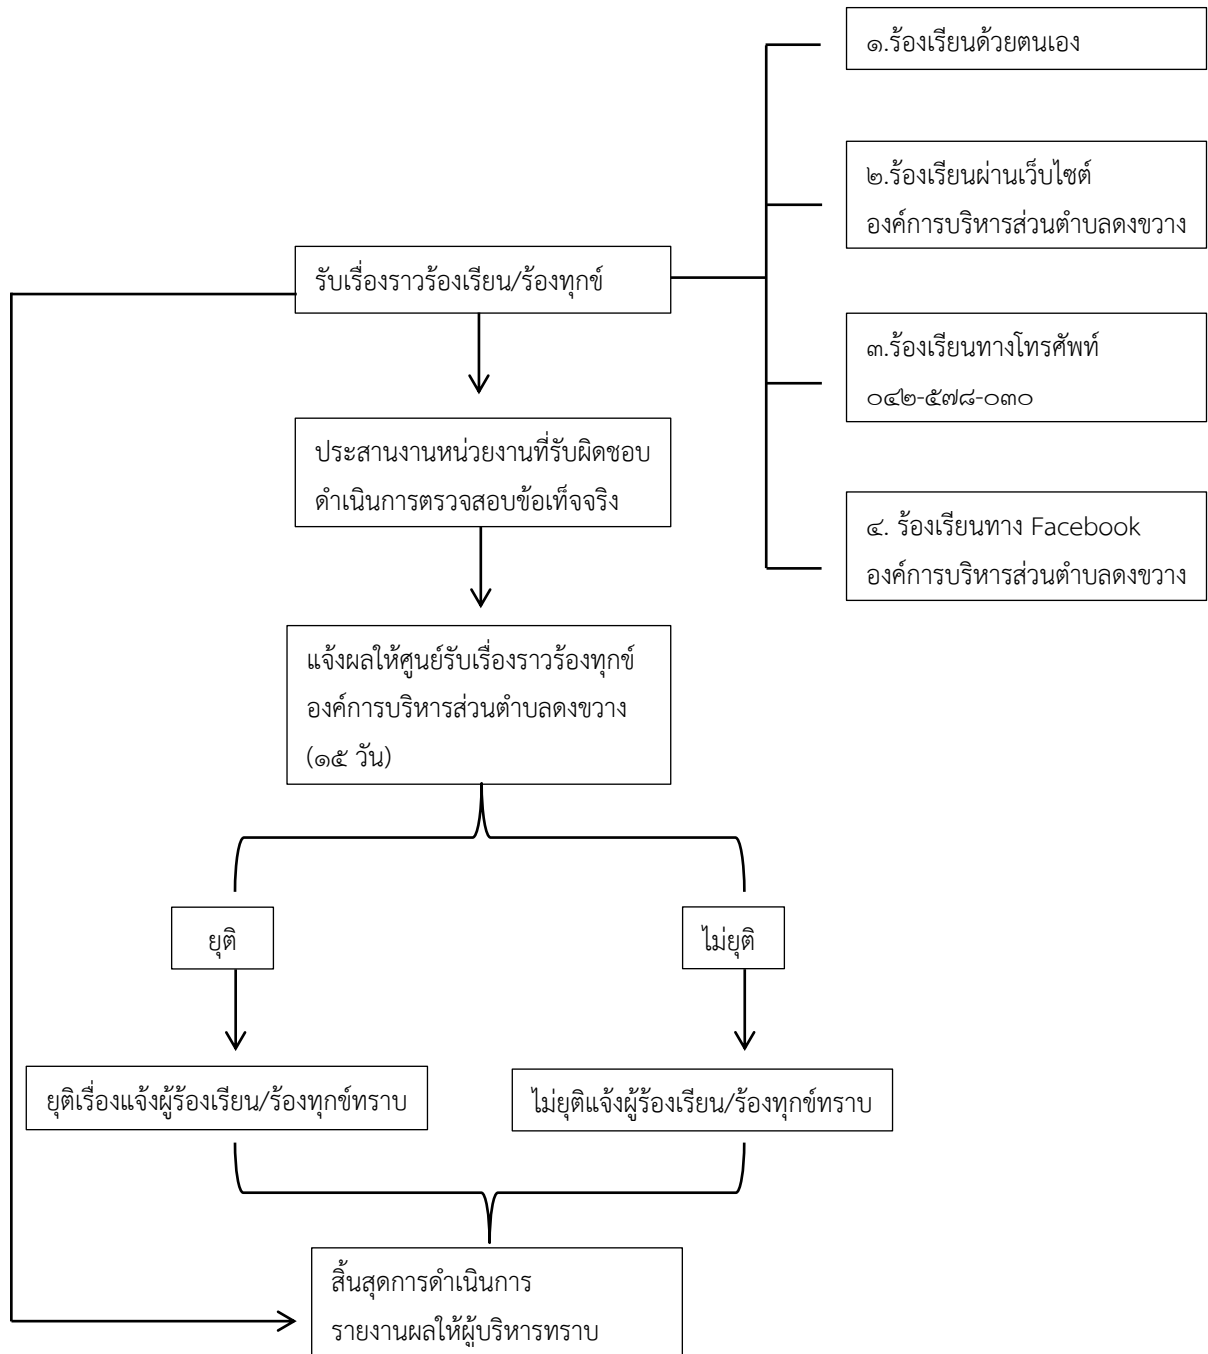 ๑.ร้องเรียนด้วยตนเอง
๒.ร้องเรียนผ่านเว็บไซต์
องค์การบริหารส่วนตำบลดงขวาง
รับเรื่องราวร้องเรียน/ร้องทุกข์
๓.ร้องเรียนทางโทรศัพท์
๐๔๒-๕๗๘-๐๓๐
ประสานงานหน่วยงานที่รับผิดชอบ
ดำเนินการตรวจสอบข้อเท็จจริง
๔. ร้องเรียนทาง Facebook
องค์การบริหารส่วนตำบลดงขวาง
แจ้งผลให้ศูนย์รับเรื่องราวร้องทุกข์
องค์การบริหารส่วนตำบลดงขวาง
(๑๕ วัน)
ยุติ
ไม่ยุติ
ยุติเรื่องแจ้งผู้ร้องเรียน/ร้องทุกข์ทราบ
ไม่ยุติแจ้งผู้ร้องเรียน/ร้องทุกข์ทราบ
สิ้นสุดการดำเนินการ
รายงานผลให้ผู้บริหารทราบ